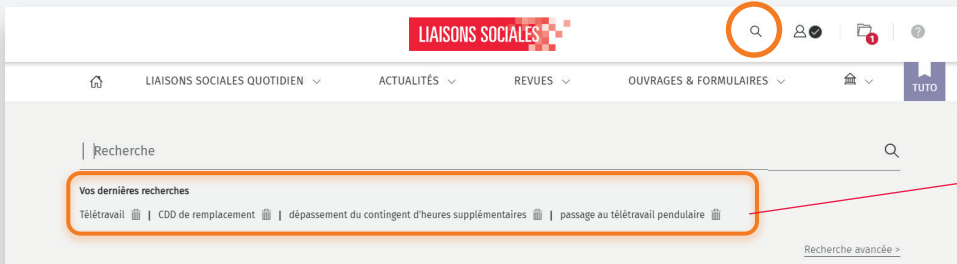 LIAISONS SOCIALES
1
?
LIAISONS SOCIALES QUOTIDIEN ACTUALITÉS REVUES OUVRAGES & FORMULAIRES TUTO
Recherche
Vos dernières recherches
Télétravail | CDD de remplacement | dépassement du contingent d'heures supplémentaires | passage au télétravail pendulaire
Recherche avancée >